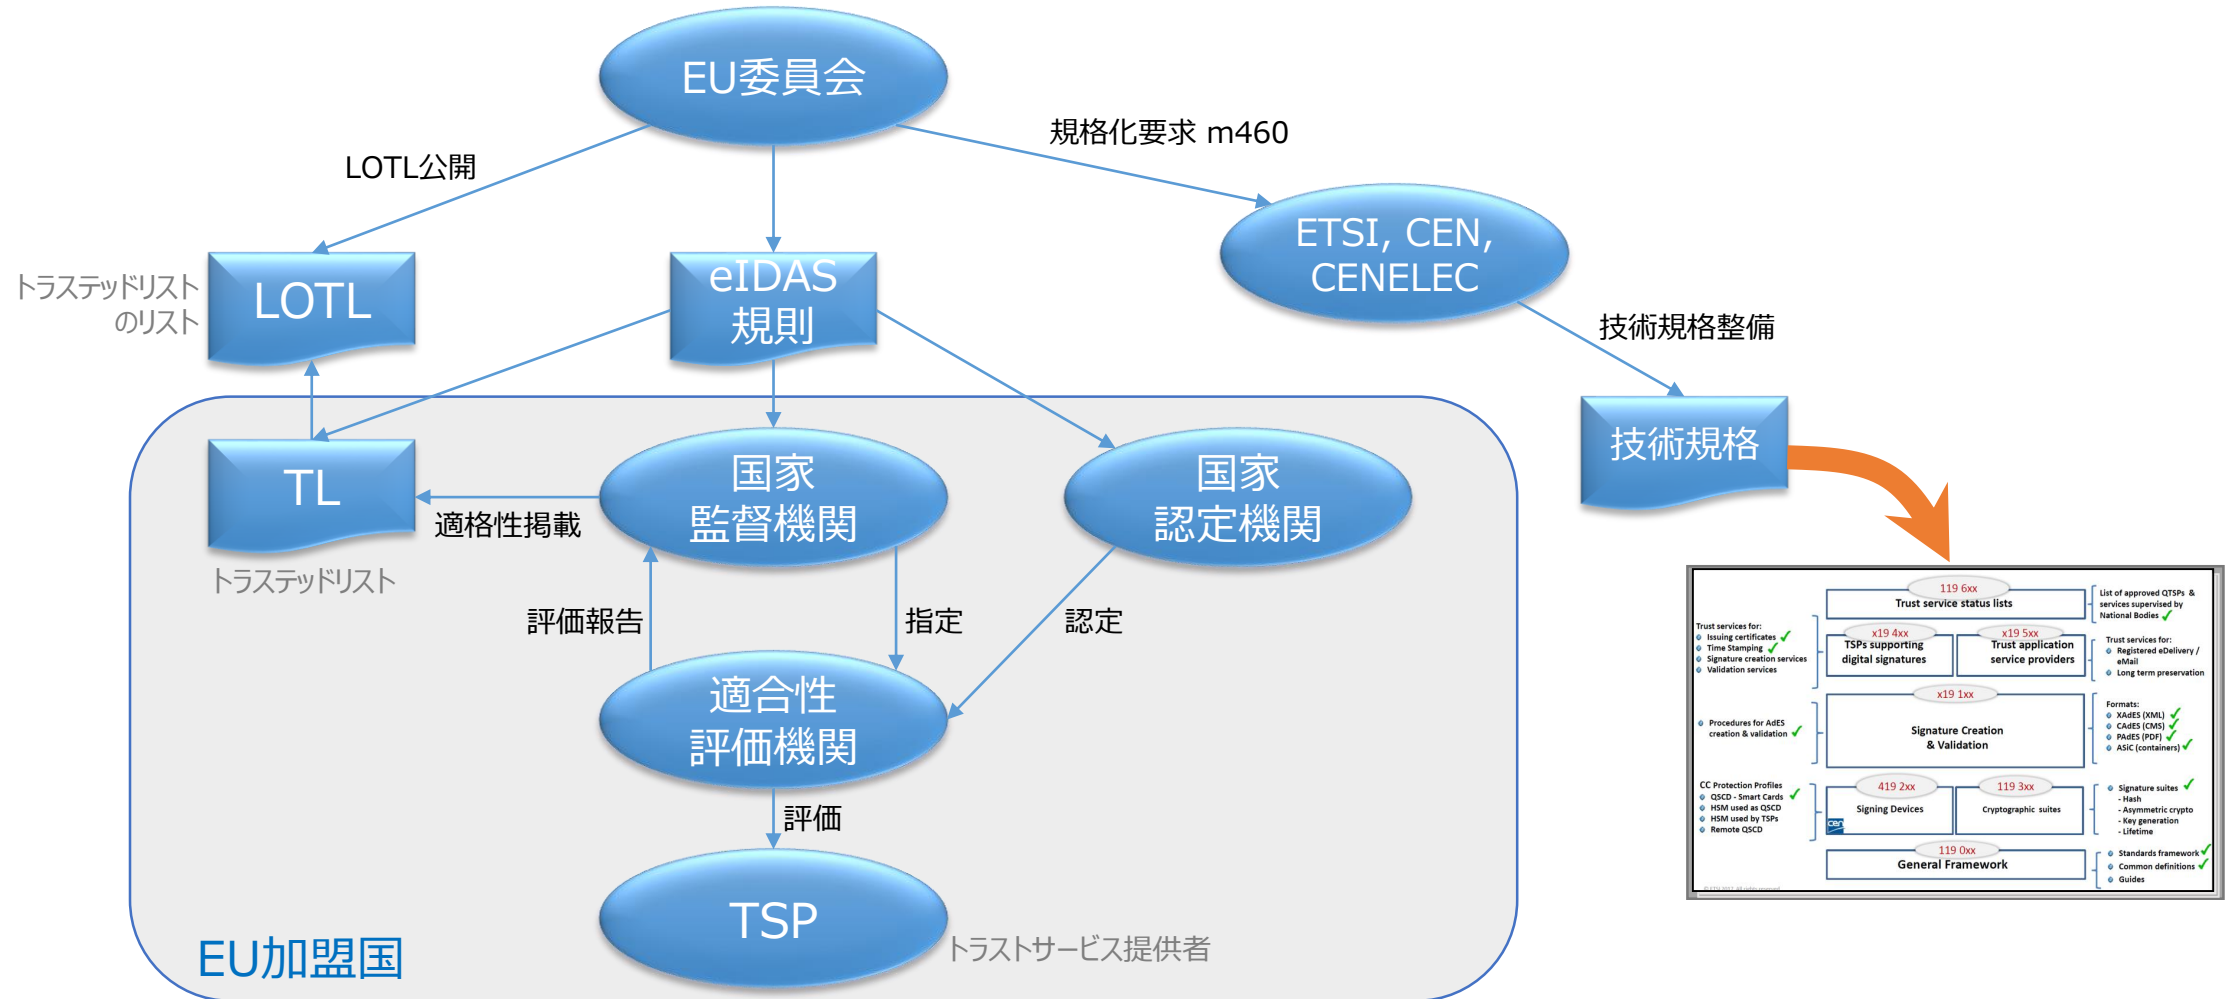 EU委員会
規格化要求 m460
LOTL公開
ETSI, CEN,
CENELEC
トラステッドリスト
のリスト
LOTL
eIDAS
規則
技術規格整備
技術規格
TL
トラステッドリスト
適格性掲載
国家
監督機関
国家
認定機関
評価報告
指定
認定
適合性
評価機関
評価
TSP
トラストサービス提供者
EU加盟国
119 6xx
Trust service status lists
List of approved QTSPs &
services supervised by
National Bodies
Trust services for:
Issuing certificates
Time Stamping
Signature creation services
Validation services
x19 4xx
TSPs supporting
digital signatures
x19 5xx
Trust application
service providers
Trust services for:
Registered eDelivery /
eMail
Long term preservation
x19 1xx
Signature Creation
& Validation
Procedures for AdES
creation & validation
Formats:
XAdES (XML)
CAdES (CMS)
PAdES (PDF)
ASiC (containers)
CC Protection Profiles
QSCD - Smart Cards
HSM used as QSCD
HSM used by TSPs
Remote QSCD
419 2xx
Signing Devices
cen
119 3xx
Cryptographic suites
Signature suites
- Hash
- Asymmetric crypto
- Key generation
- Lifetime
119 0xx
General Framework
Standards framework
Common definitions
Guides